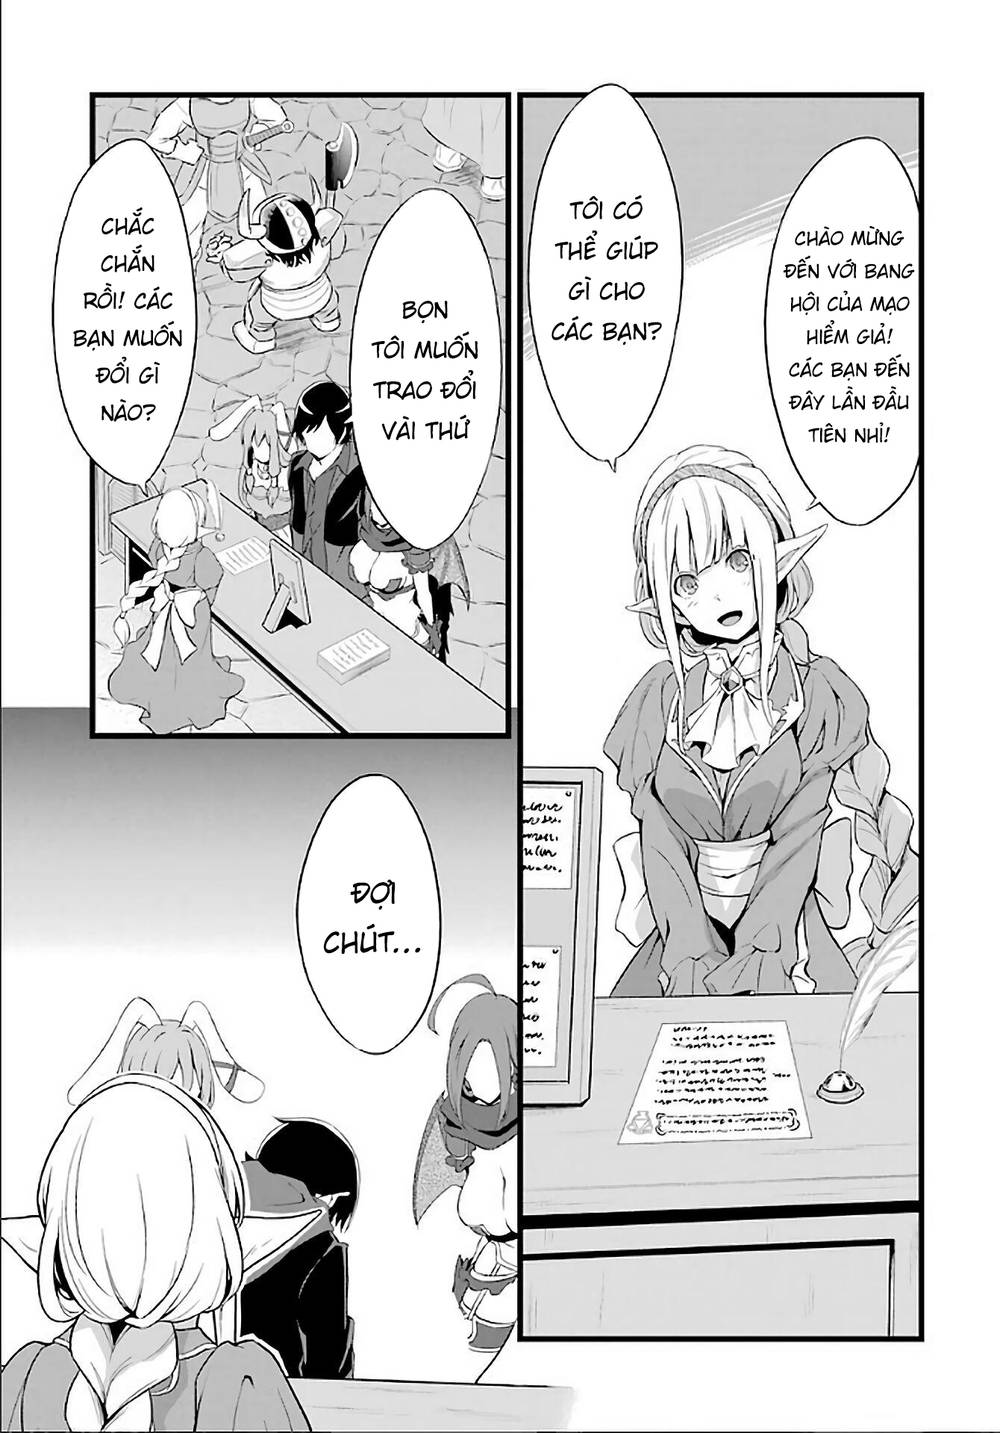 CHÀO MỪNG
ĐẾN VỚI BANG
HỘI CỦA MẠO
HIỂM GIẢ!
CÁC BẠN ĐẾN
ĐÂY LẦN ĐẦU
TIÊN NHỈ!
TÔI CÓ
THỂ GIÚP
GÌ CHO
CÁC BẠN?
BỌN
TÔI MUỐN
TRAO ĐỔI
VÀI THỨ
CHẮC
CHẮN
RỒI! CÁC
BẠN MUỐN
ĐỔI GÌ
NÀO?
ĐỢI
CHÚT...